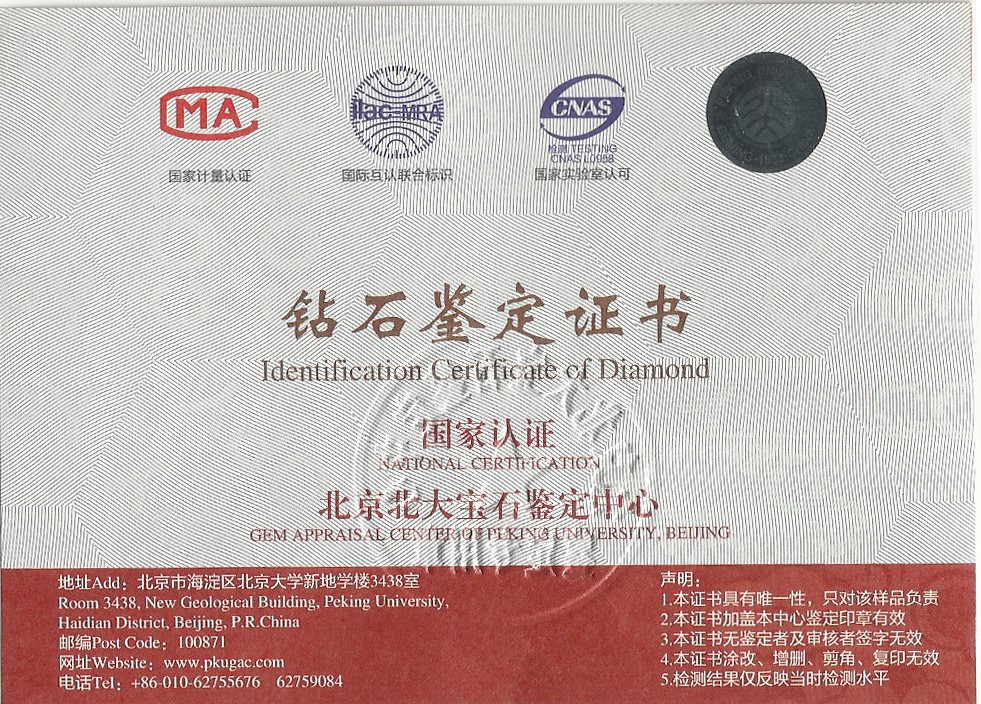 MA
ilac-MRA
CNAS
检测 TESTING
CNAS L0958
国家计量认证
国际互认联合标识
国家实验室认可
钻石鉴定证书
Identification Certificate of Diamond
国家认证
NATIONAL CERTIFICATION
北京北大宝石鉴定中心
GEM APPRAISAL CENTER OF PEKING UNIVERSITY, BEIJING
地址Add：北京市海淀区北京大学新地学楼3438室
Room 3438, New Geological Building, Peking University,
Haidian District, Beijing, P.R.China
邮编Post Code：100871
网址Website：www.pkugac.com
电话Tel：+86-010-62755676 62759084
声明：
1.本证书具有唯一性，只对该样品负责
2.本证书加盖本中心鉴定印章有效
3.本证书无鉴定者及审核者签字无效
4.本证书涂改、增删、剪角、复印无效
5.检测结果仅反映当时检测水平